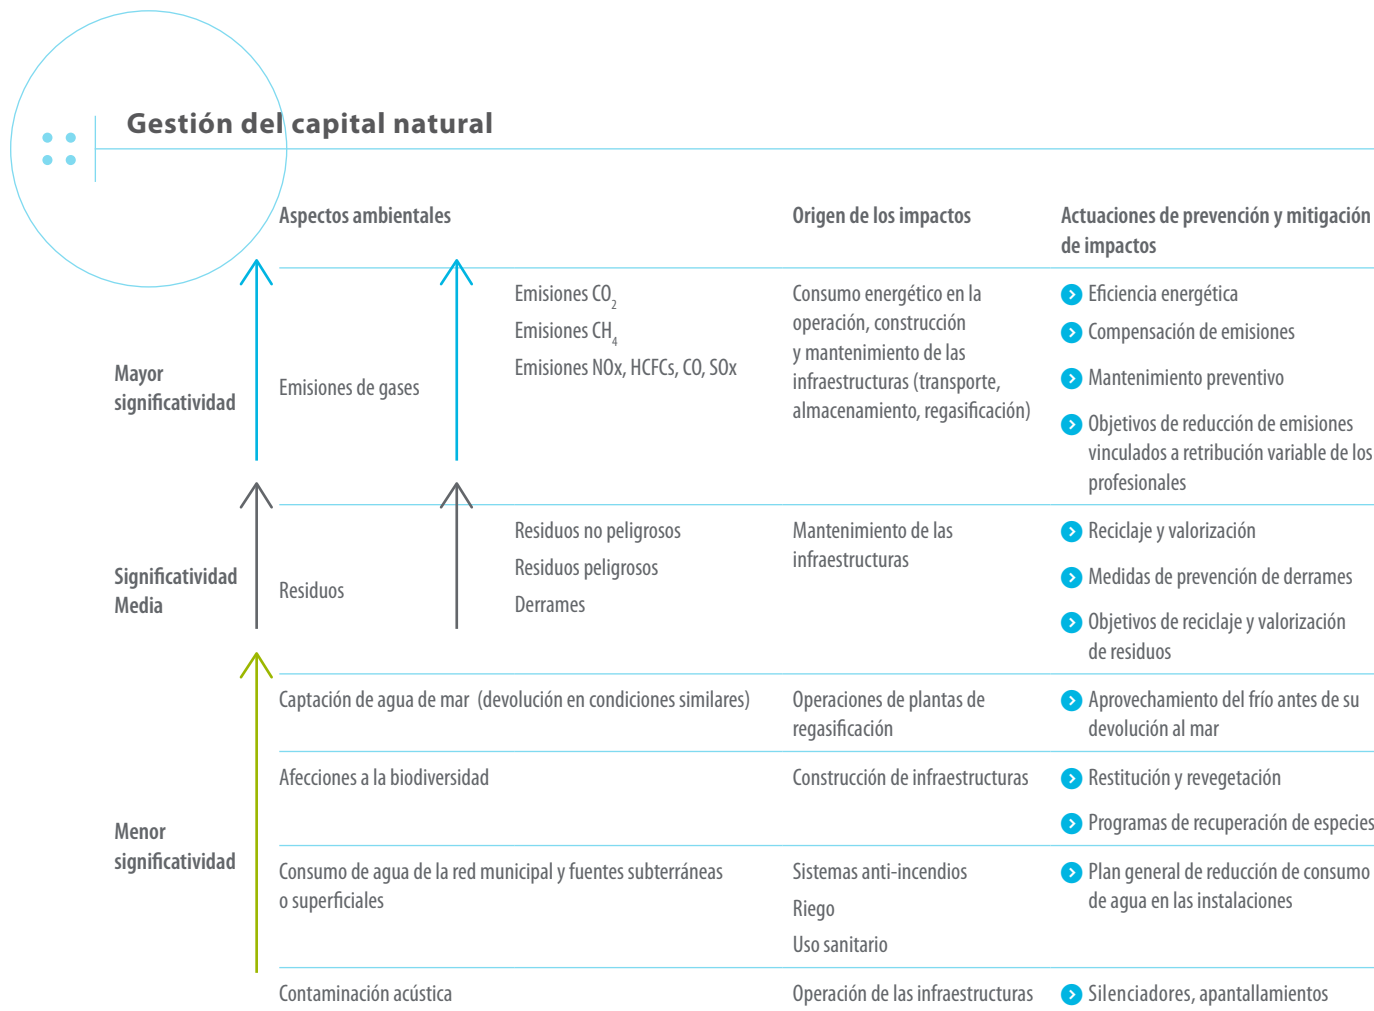 Gestión del capital natural
Aspectos ambientales
Origen de los impactos
Actuaciones de prevención y mitigación
de impactos
Mayor
significatividad
Emisiones de gases
Emisiones CO2
Emisiones CH4
Emisiones NOx, HCFCs, CO, SOx
Consumo energético en la
operación, construcción
y mantenimiento de las
infraestructuras (transporte,
almacenamiento, regasificación)
Eficiencia energética
Compensación de emisiones
Mantenimiento preventivo
Objetivos de reducción de emisiones
vinculados a retribución variable de los
profesionales
Significatividad
Media
Residuos
Residuos no peligrosos
Residuos peligrosos
Derrames
Mantenimiento de las
infraestructuras
Reciclaje y valorización
Medidas de prevención de derrames
Objetivos de reciclaje y valorización
de residuos
Menor
significatividad
Captación de agua de mar (devolución en condiciones similares)
Operaciones de plantas de
regasificación
Aprovechamiento del frío antes de su
devolución al mar
Afecciones a la biodiversidad
Construcción de infraestructuras
Restitución y revegetación
Programas de recuperación de especies
Consumo de agua de la red municipal y fuentes subterráneas
o superficiales
Sistemas anti-incendios
Riego
Uso sanitario
Plan general de reducción de consumo
de agua en las instalaciones
Contaminación acústica
Operación de las infraestructuras
Silenciadores, apantallamientos